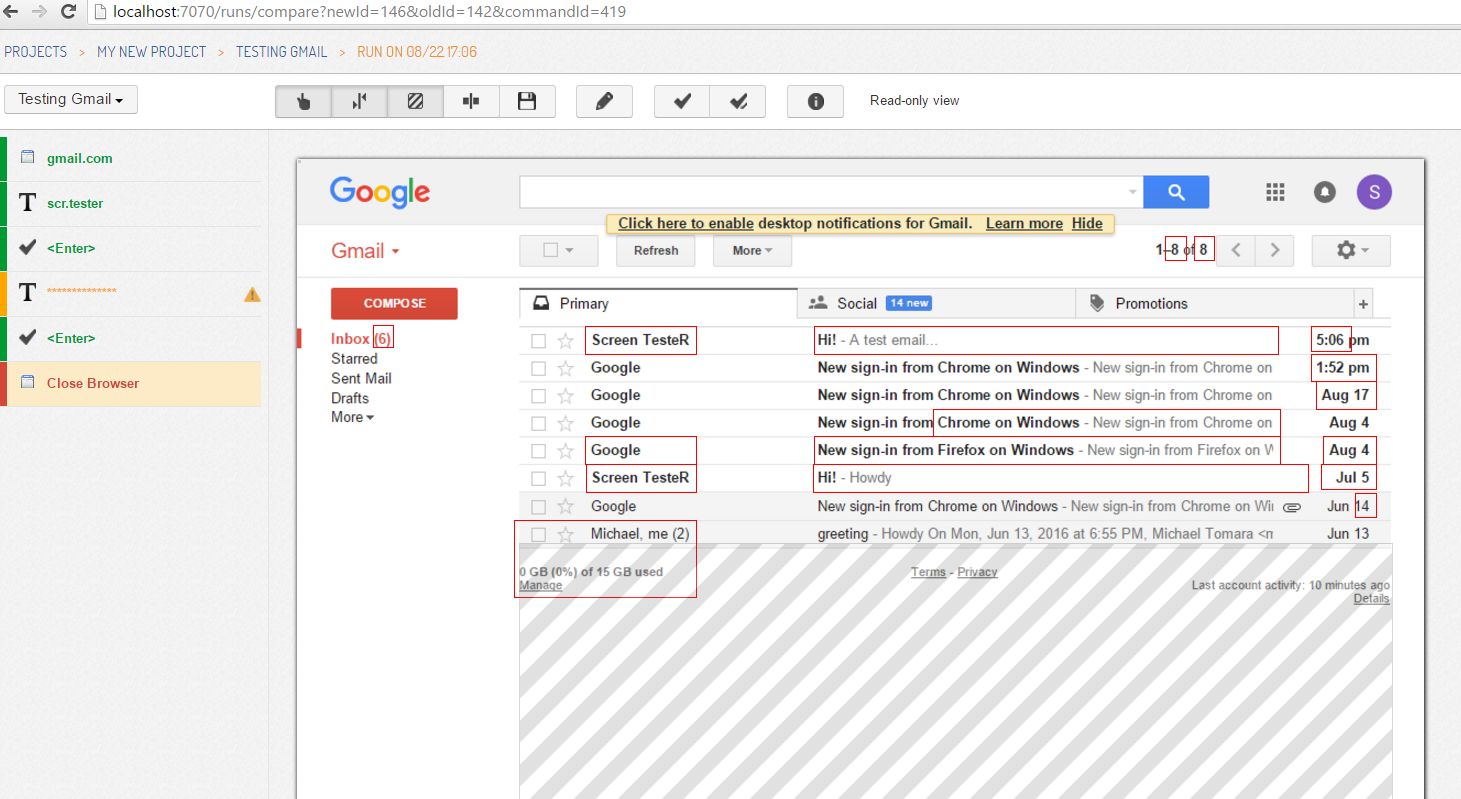 localhost:7070/runs/compare?newId=146&oldId=142&commandId=419
PROJECTS > MY NEW PROJECT > TESTING GMAIL > RUN ON 08/22 17:06
Testing Gmail
Read-only view
gmail.com
T scr.tester
<Enter>
T **************
<Enter>
Close Browser
Google
S
Click here to enable desktop notifications for Gmail. Learn more Hide
Gmail
Refresh
More
1–8 of 8
COMPOSE
Inbox (6)
Starred
Sent Mail
Drafts
More
Primary
Social 14 new
Promotions
+
Screen TesteR Hi! - A test email... 5:06 pm
Google New sign-in from Chrome on Windows - New sign-in from Chrome on 1:52 pm
Google New sign-in from Chrome on Windows - New sign-in from Chrome on Aug 17
Google New sign-in from Chrome on Windows - New sign-in from Chrome on Aug 4
Google New sign-in from Firefox on Windows - New sign-in from Firefox on W Aug 4
Screen TesteR Hi! - Howdy Jul 5
Google New sign-in from Chrome on Windows - New sign-in from Chrome on Wi Jun 14
Michael, me (2) greeting - Howdy On Mon, Jun 13, 2016 at 6:55 PM, Michael Tomara <m Jun 13
0 GB (0%) of 15 GB used
Manage
Terms - Privacy
Last account activity: 10 minutes ago
Details